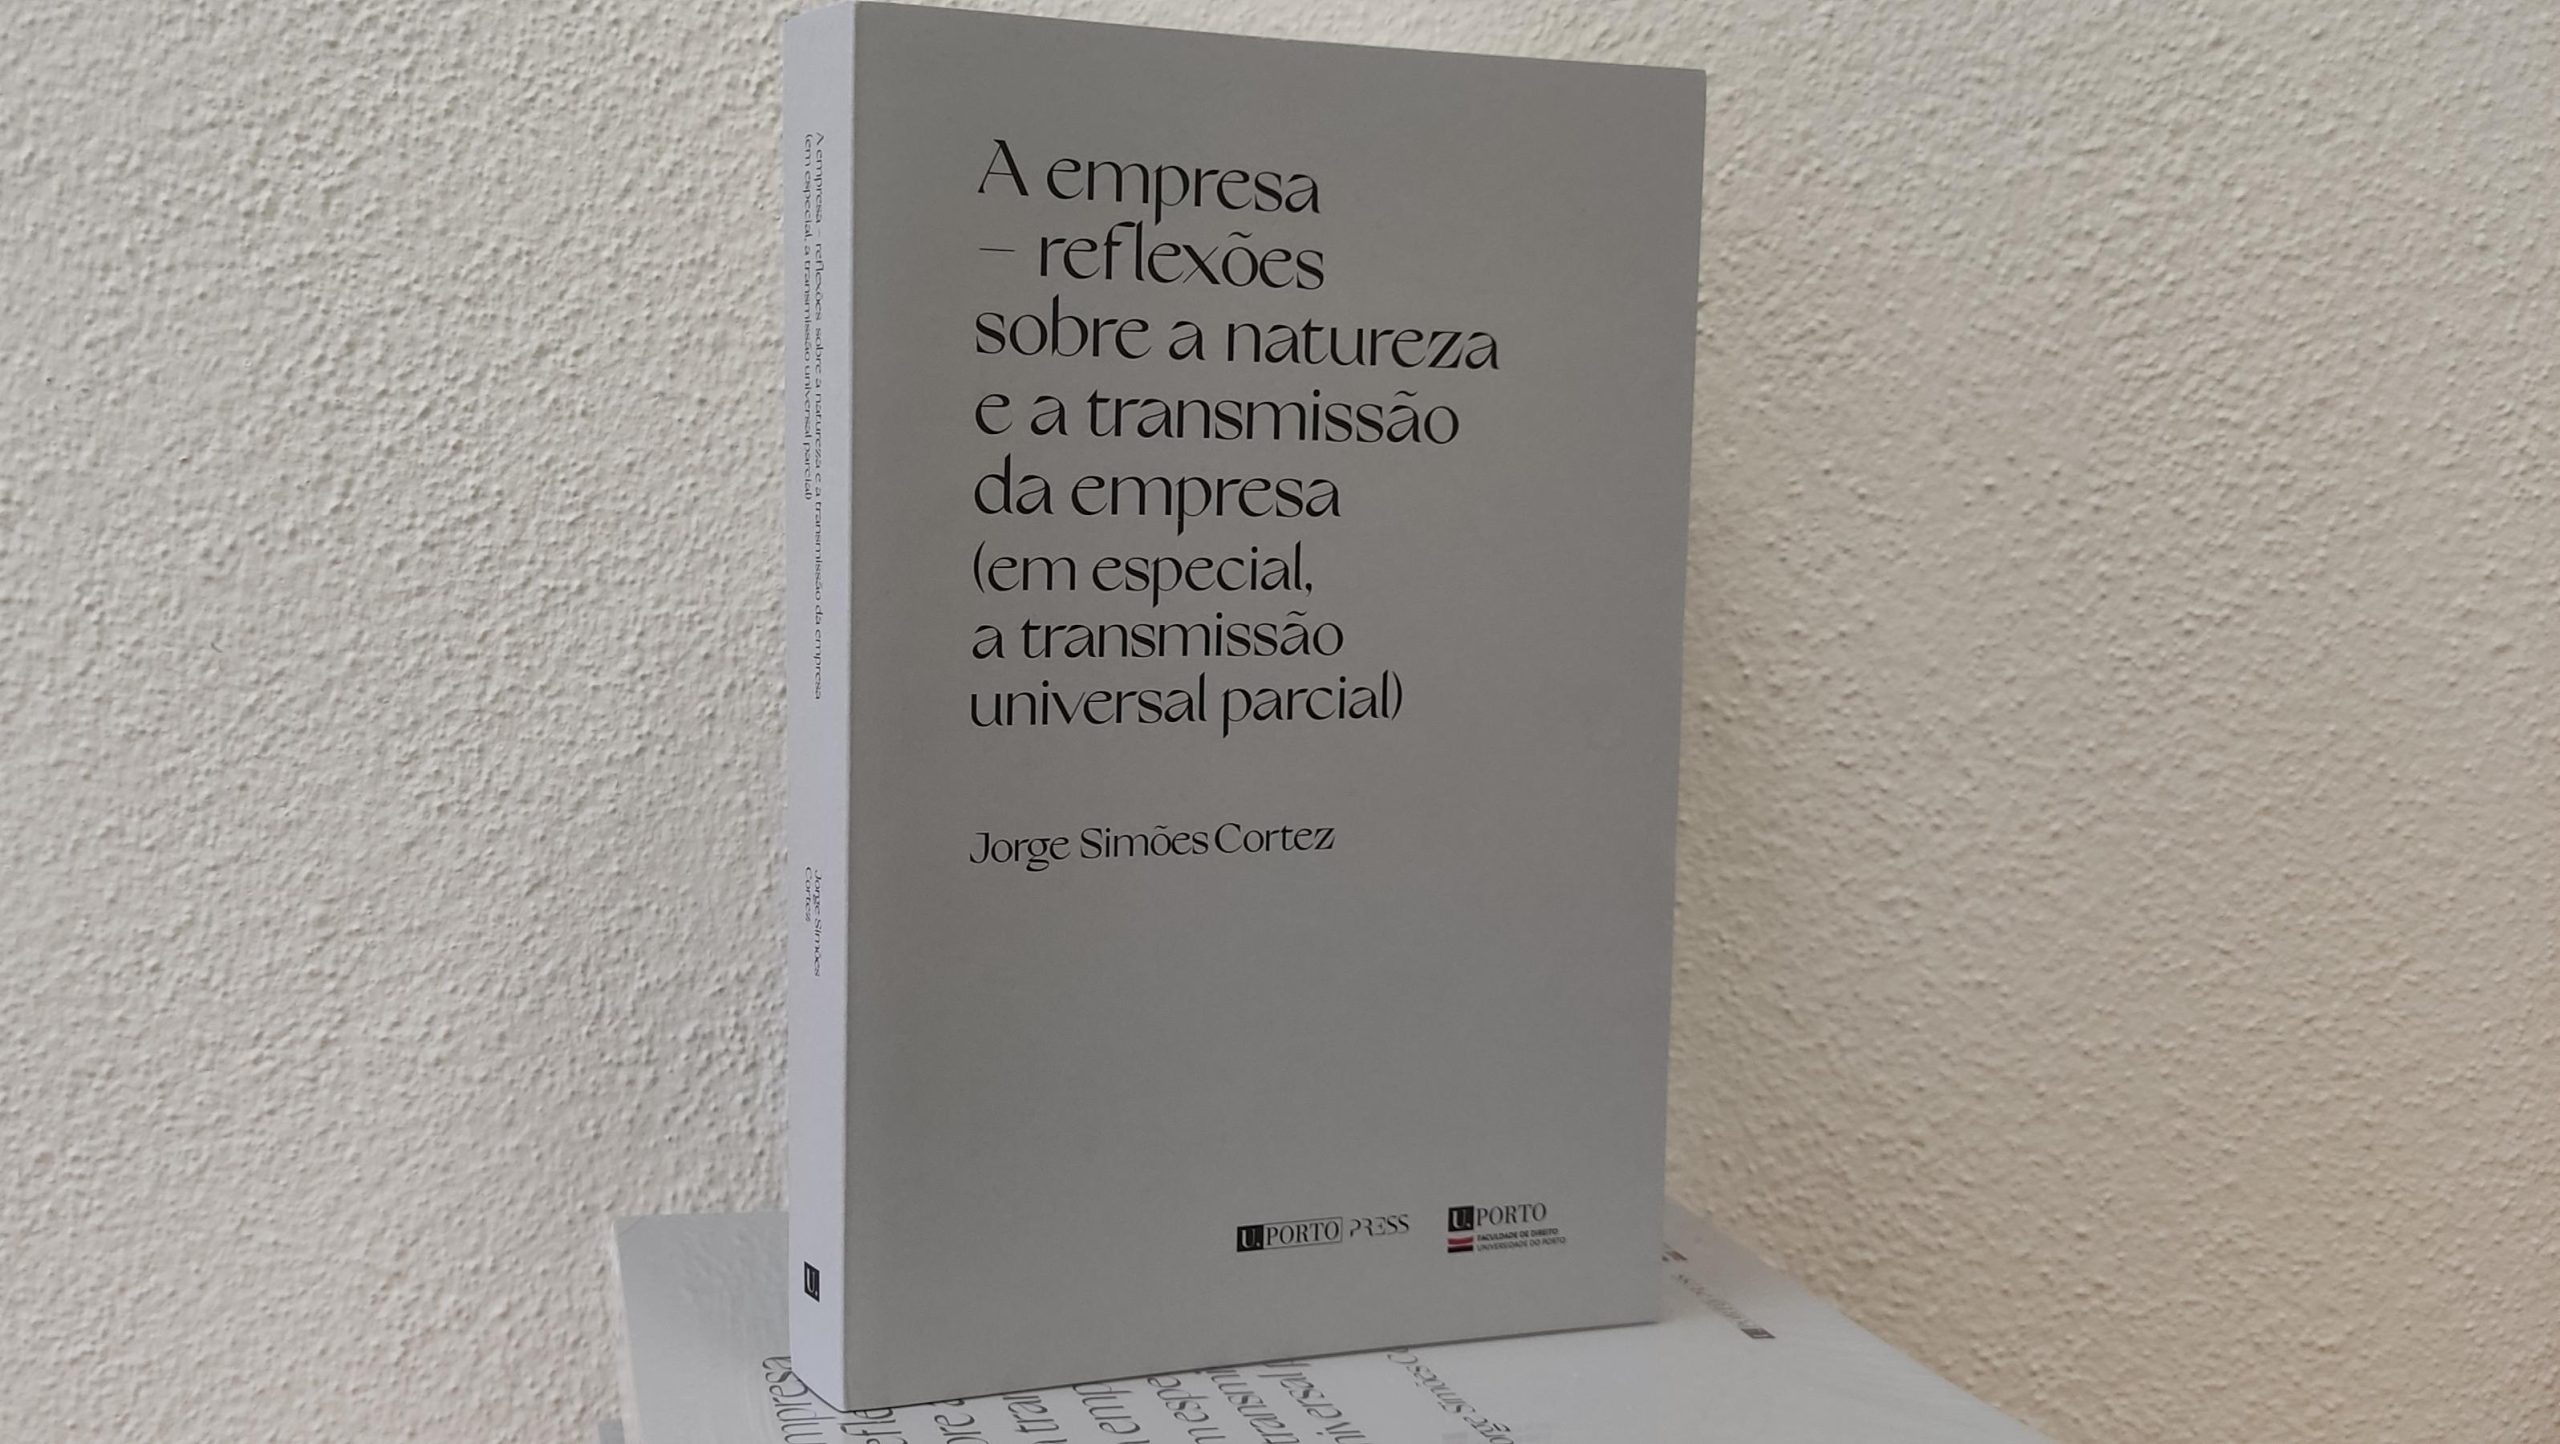 A empresa
– reflexões
sobre a natureza
e a transmissão
da empresa
(em especial,
a transmissão
universal parcial)
Jorge Simões Cortez
U.PORTO PRESS
U.PORTO
FACULDADE DE DIREITO
UNIVERSIDADE DO PORTO
A empresa – reflexões sobre a natureza e a transmissão da empresa
(em especial, a transmissão universal parcial)
Jorge Simões
Cortez
U.